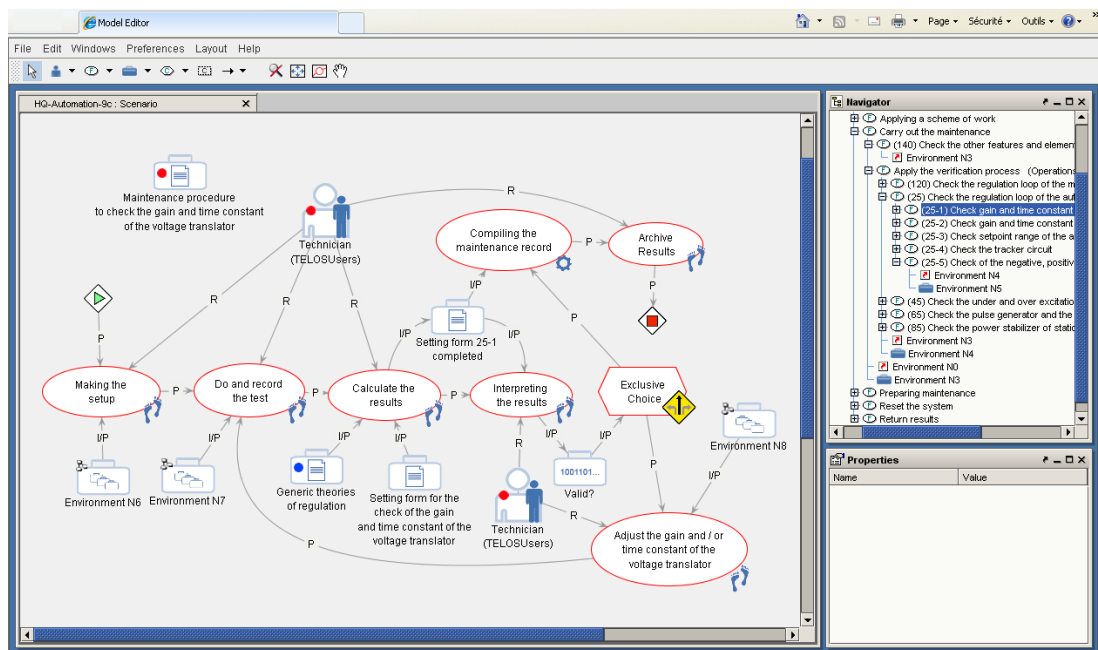 Model Editor
Page
Sécurité
Outils
»
File Edit Windows Preferences Layout Help
HQ-Automation-9c : Scenario
Maintenance procedure
to check the gain and time constant
of the voltage translator
Technician
(TELOSUsers)
R
Compiling the
maintenance record
P
Archive
Results
R
R
R
I/P
P
P
I/P
Setting form 25-1
completed
I/P
P
Making the
setup
P
Do and record
the test
P
Calculate the
results
P
Interpreting
the results
Exclusive
Choice
I/P
I/P
I/P
I/P
R
I/P
I/P
P
I/P
Environment N6
Environment N7
Generic theories
of regulation
Setting form for the
check of the gain
and time constant of the
voltage translator
1001101...
Valid?
Environment N8
Technician
(TELOSUsers)
R
P
Adjust the gain and / or
time constant of the
voltage translator
Navigator
Applying a scheme of work
Carry out the maintenance
(140) Check the other features and elemen
Environment N3
Apply the verification process (Operations
(120) Check the regulation loop of the m
(25) Check the regulation loop of the aut
(25-1) Check gain and time constant
(25-2) Check gain and time constant
(25-3) Check setpoint range of the a
(25-4) Check the tracker circuit
(25-5) Check of the negative, positiv
Environment N4
Environment N5
(45) Check the under and over excitatio
(65) Check the pulse generator and the
(85) Check the power stabilizer of static
Environment N3
Environment N4
Environment N0
Environment N3
Preparing maintenance
Reset the system
Return results
Properties
Name Value